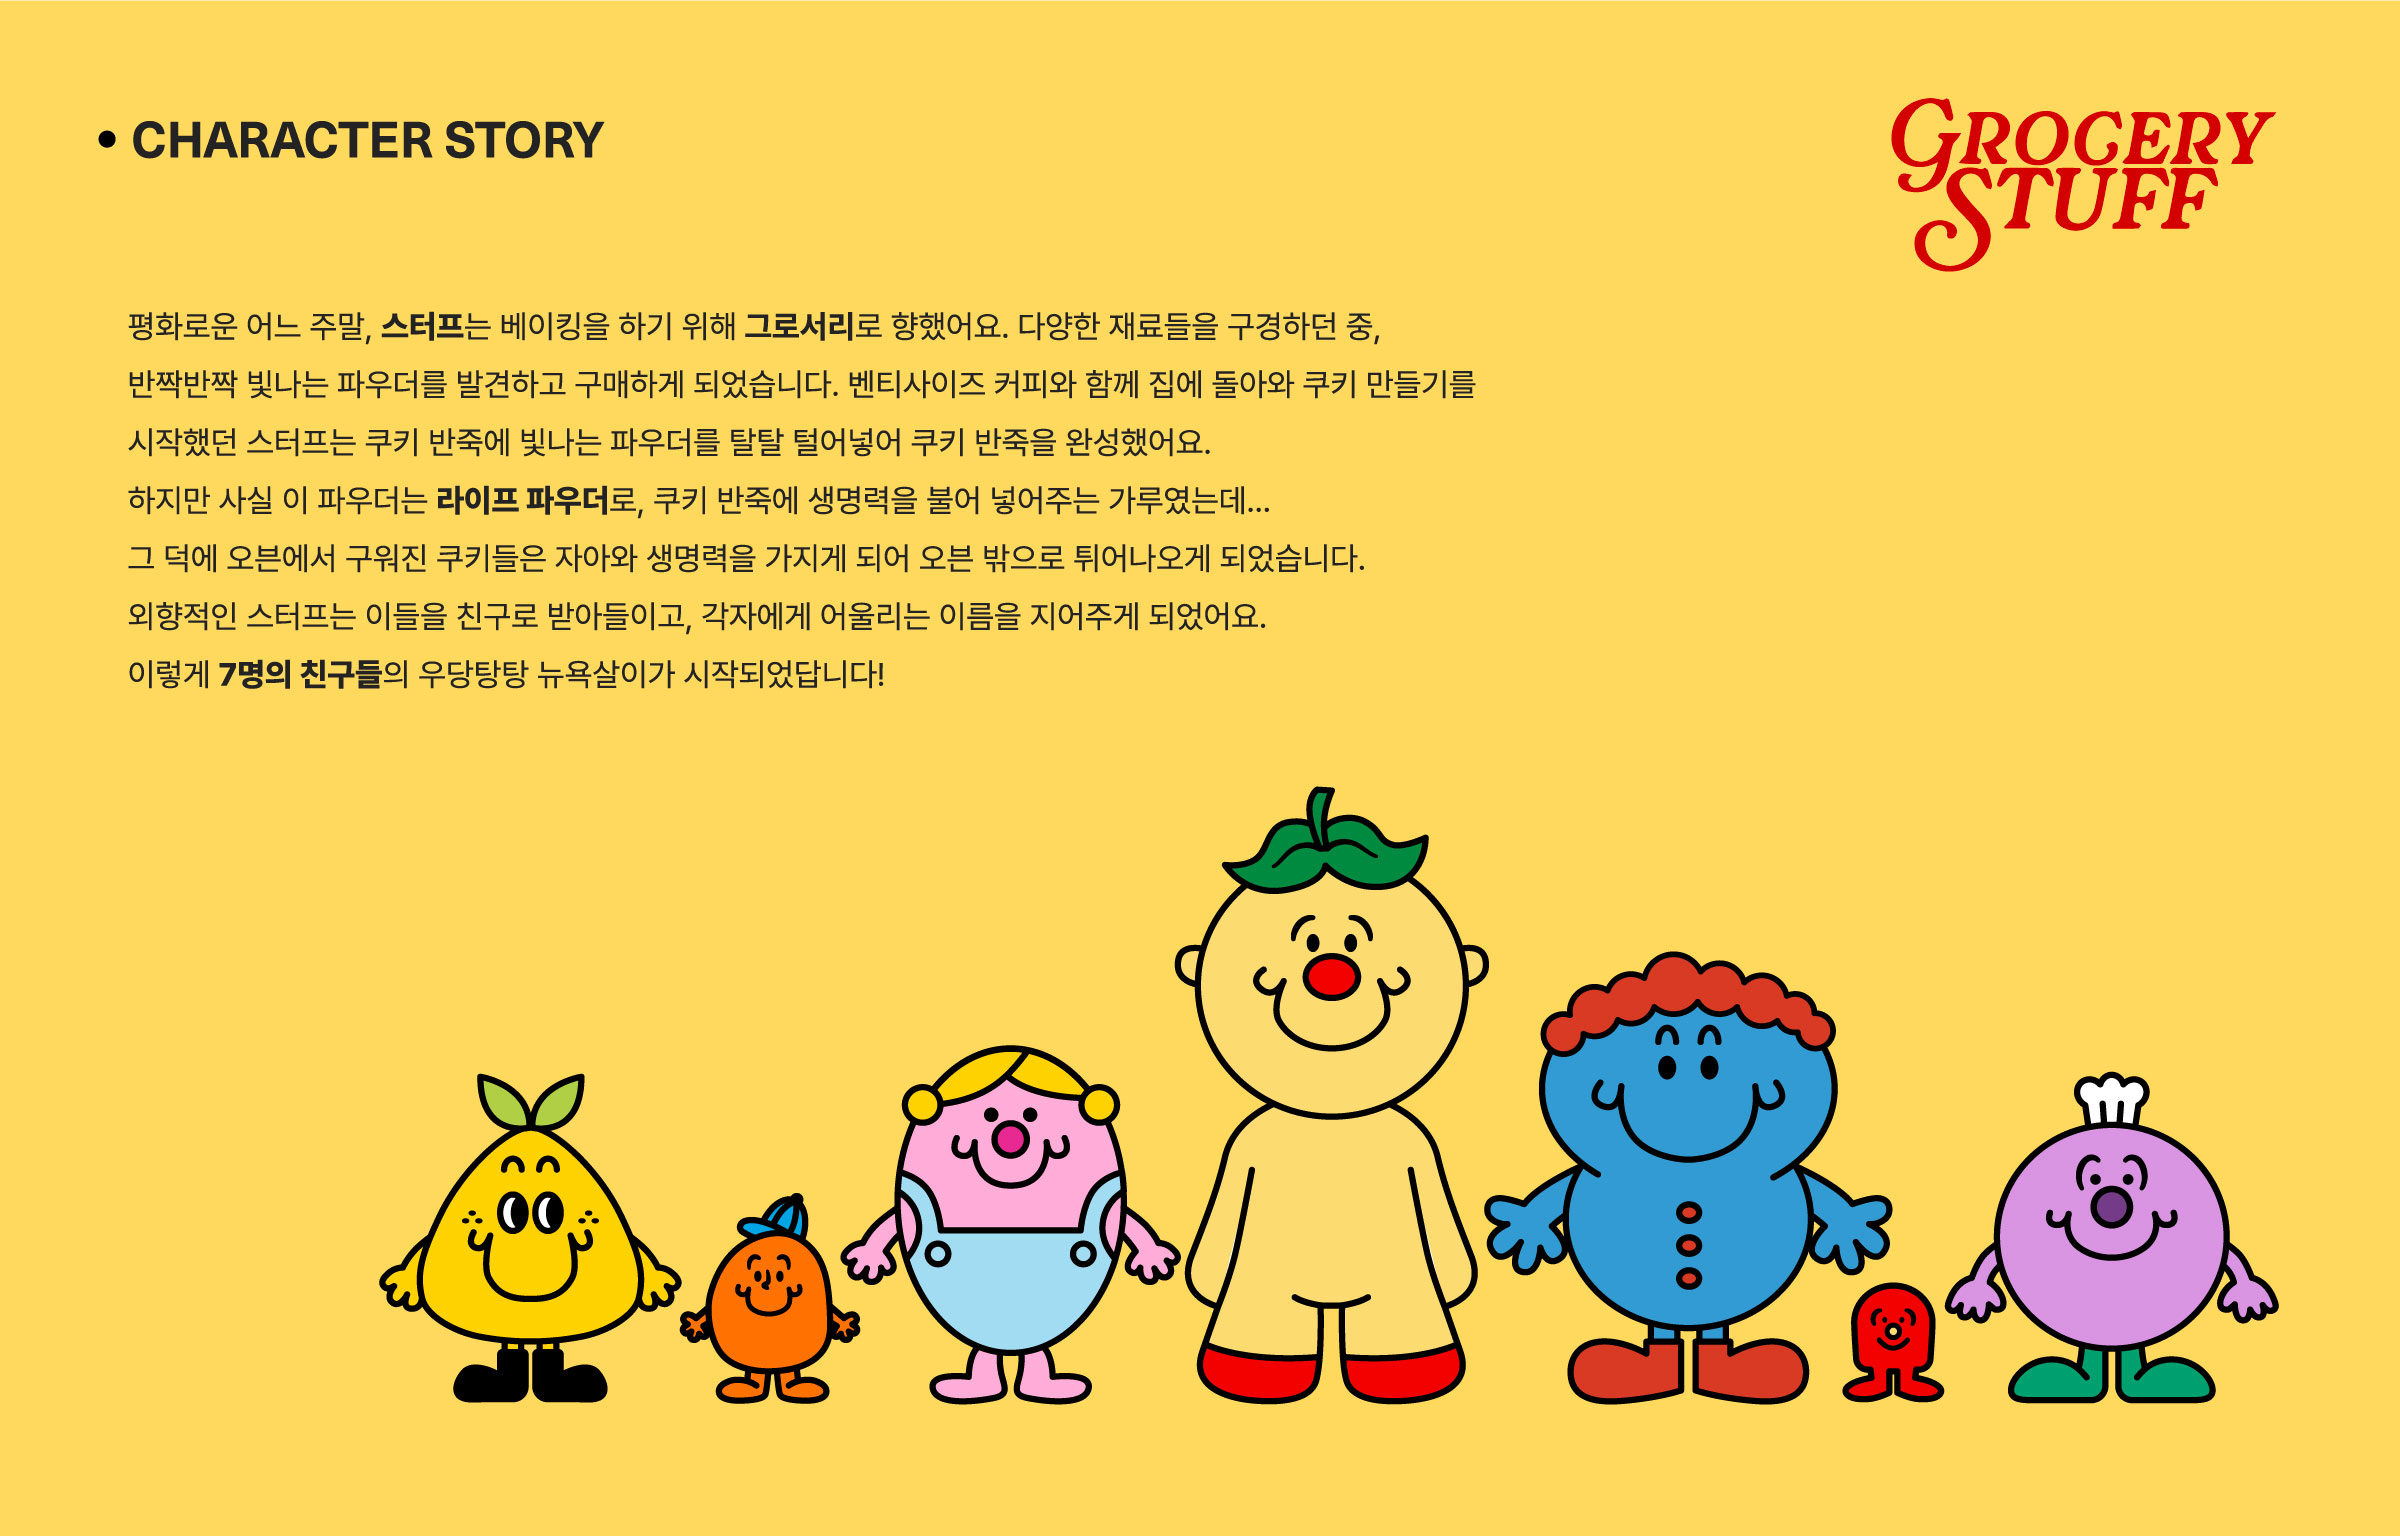 • CHARACTER STORY
GROCERY
STUFF
평화로운 어느 주말, 스터프는 베이킹을 하기 위해 그로서리로 향했어요. 다양한 재료들을 구경하던 중,
반짝반짝 빛나는 파우더를 발견하고 구매하게 되었습니다. 벤티사이즈 커피와 함께 집에 돌아와 쿠키 만들기를
시작했던 스터프는 쿠키 반죽에 빛나는 파우더를 탈탈 털어넣어 쿠키 반죽을 완성했어요.
하지만 사실 이 파우더는 라이프 파우더로, 쿠키 반죽에 생명력을 불어 넣어주는 가루였는데...
그 덕에 오븐에서 구워진 쿠키들은 자아와 생명력을 가지게 되어 오븐 밖으로 튀어나오게 되었습니다.
외향적인 스터프는 이들을 친구로 받아들이고, 각자에게 어울리는 이름을 지어주게 되었어요.
이렇게 7명의 친구들의 우당탕탕 뉴욕살이가 시작되었답니다!